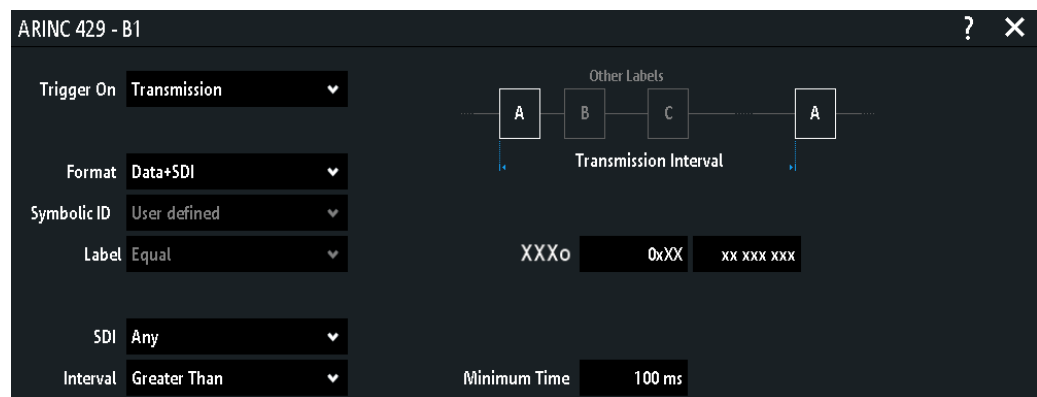 ARINC 429 - B1 ? ✕
Other Labels
Trigger On Transmission
A B C A
Transmission Interval
Format Data+SDI
Symbolic ID User defined
Label Equal XXXo 0xXX xx xxx xxx
SDI Any
Interval Greater Than Minimum Time 100 ms